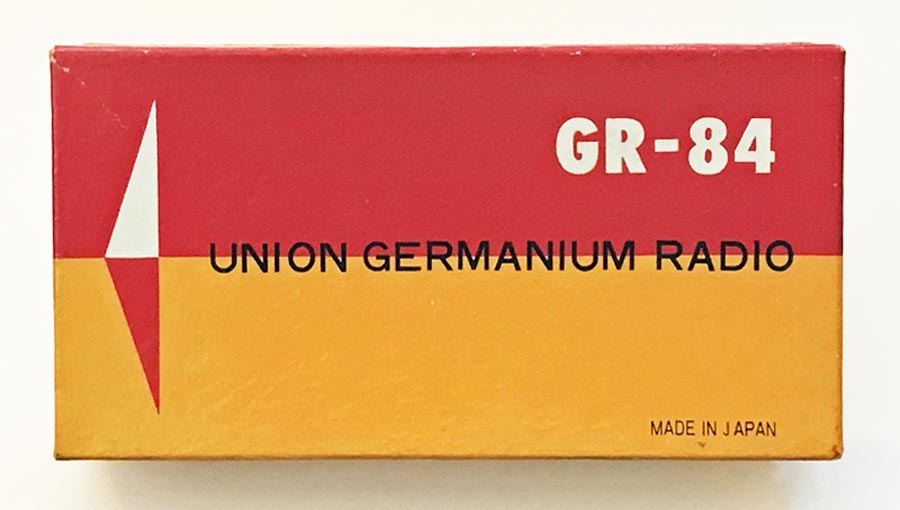 GR-84
UNION GERMANIUM RADIO
MADE IN JAPAN